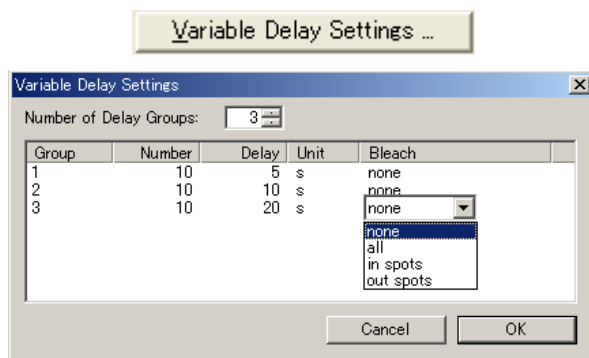 Variable Delay Settings ...
Variable Delay Settings
Number of Delay Groups: 3
Group Number Delay Unit Bleach
1 10 5 s none
2 10 10 s none
3 10 20 s none
none
all
in spots
out spots
Cancel OK